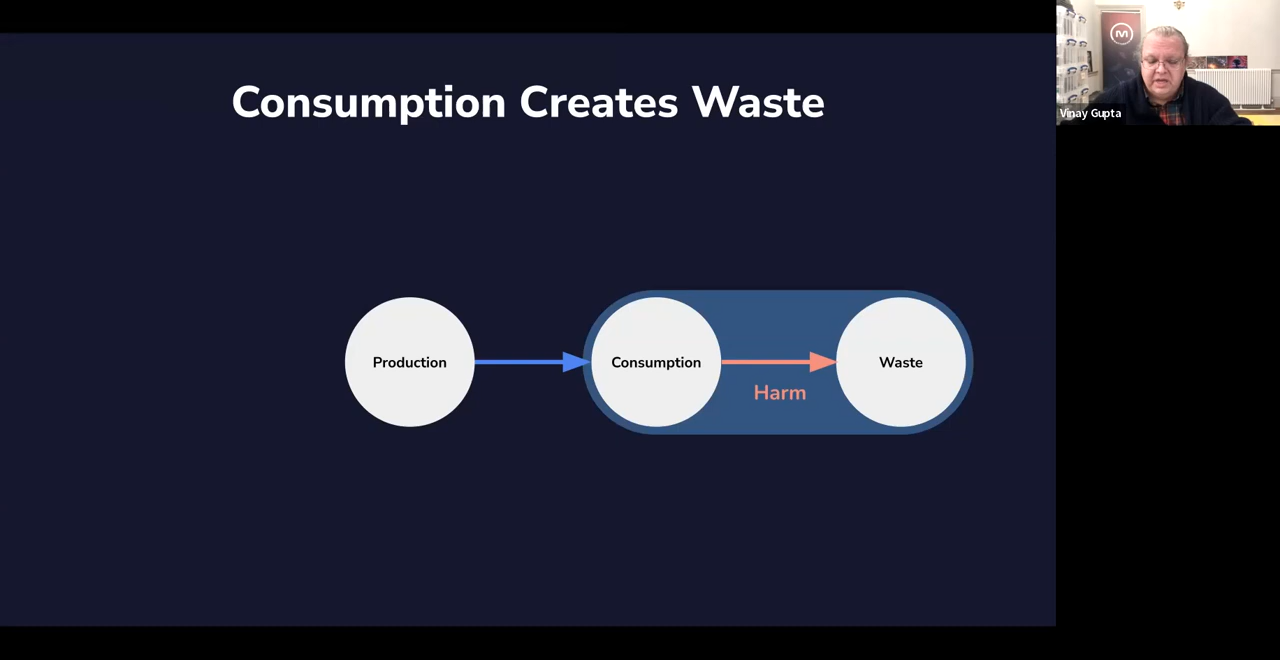 Consumption Creates Waste
Production
Consumption
Waste
Harm
Vinay Gupta